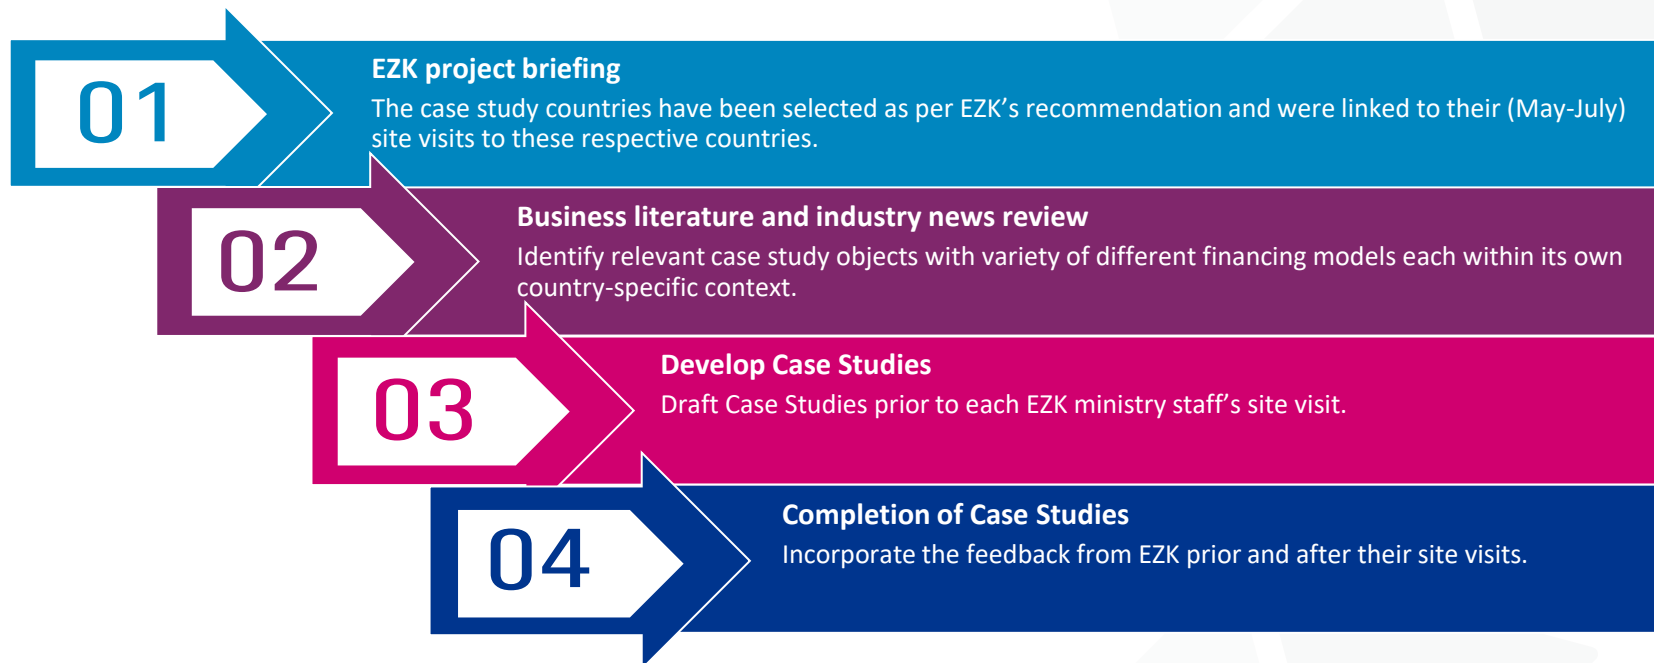 01
EZK project briefing
The case study countries have been selected as per EZK’s recommendation and were linked to their (May-July)
site visits to these respective countries.
02
Business literature and industry news review
Identify relevant case study objects with variety of different financing models each within its own
country-specific context.
03
Develop Case Studies
Draft Case Studies prior to each EZK ministry staff’s site visit.
04
Completion of Case Studies
Incorporate the feedback from EZK prior and after their site visits.